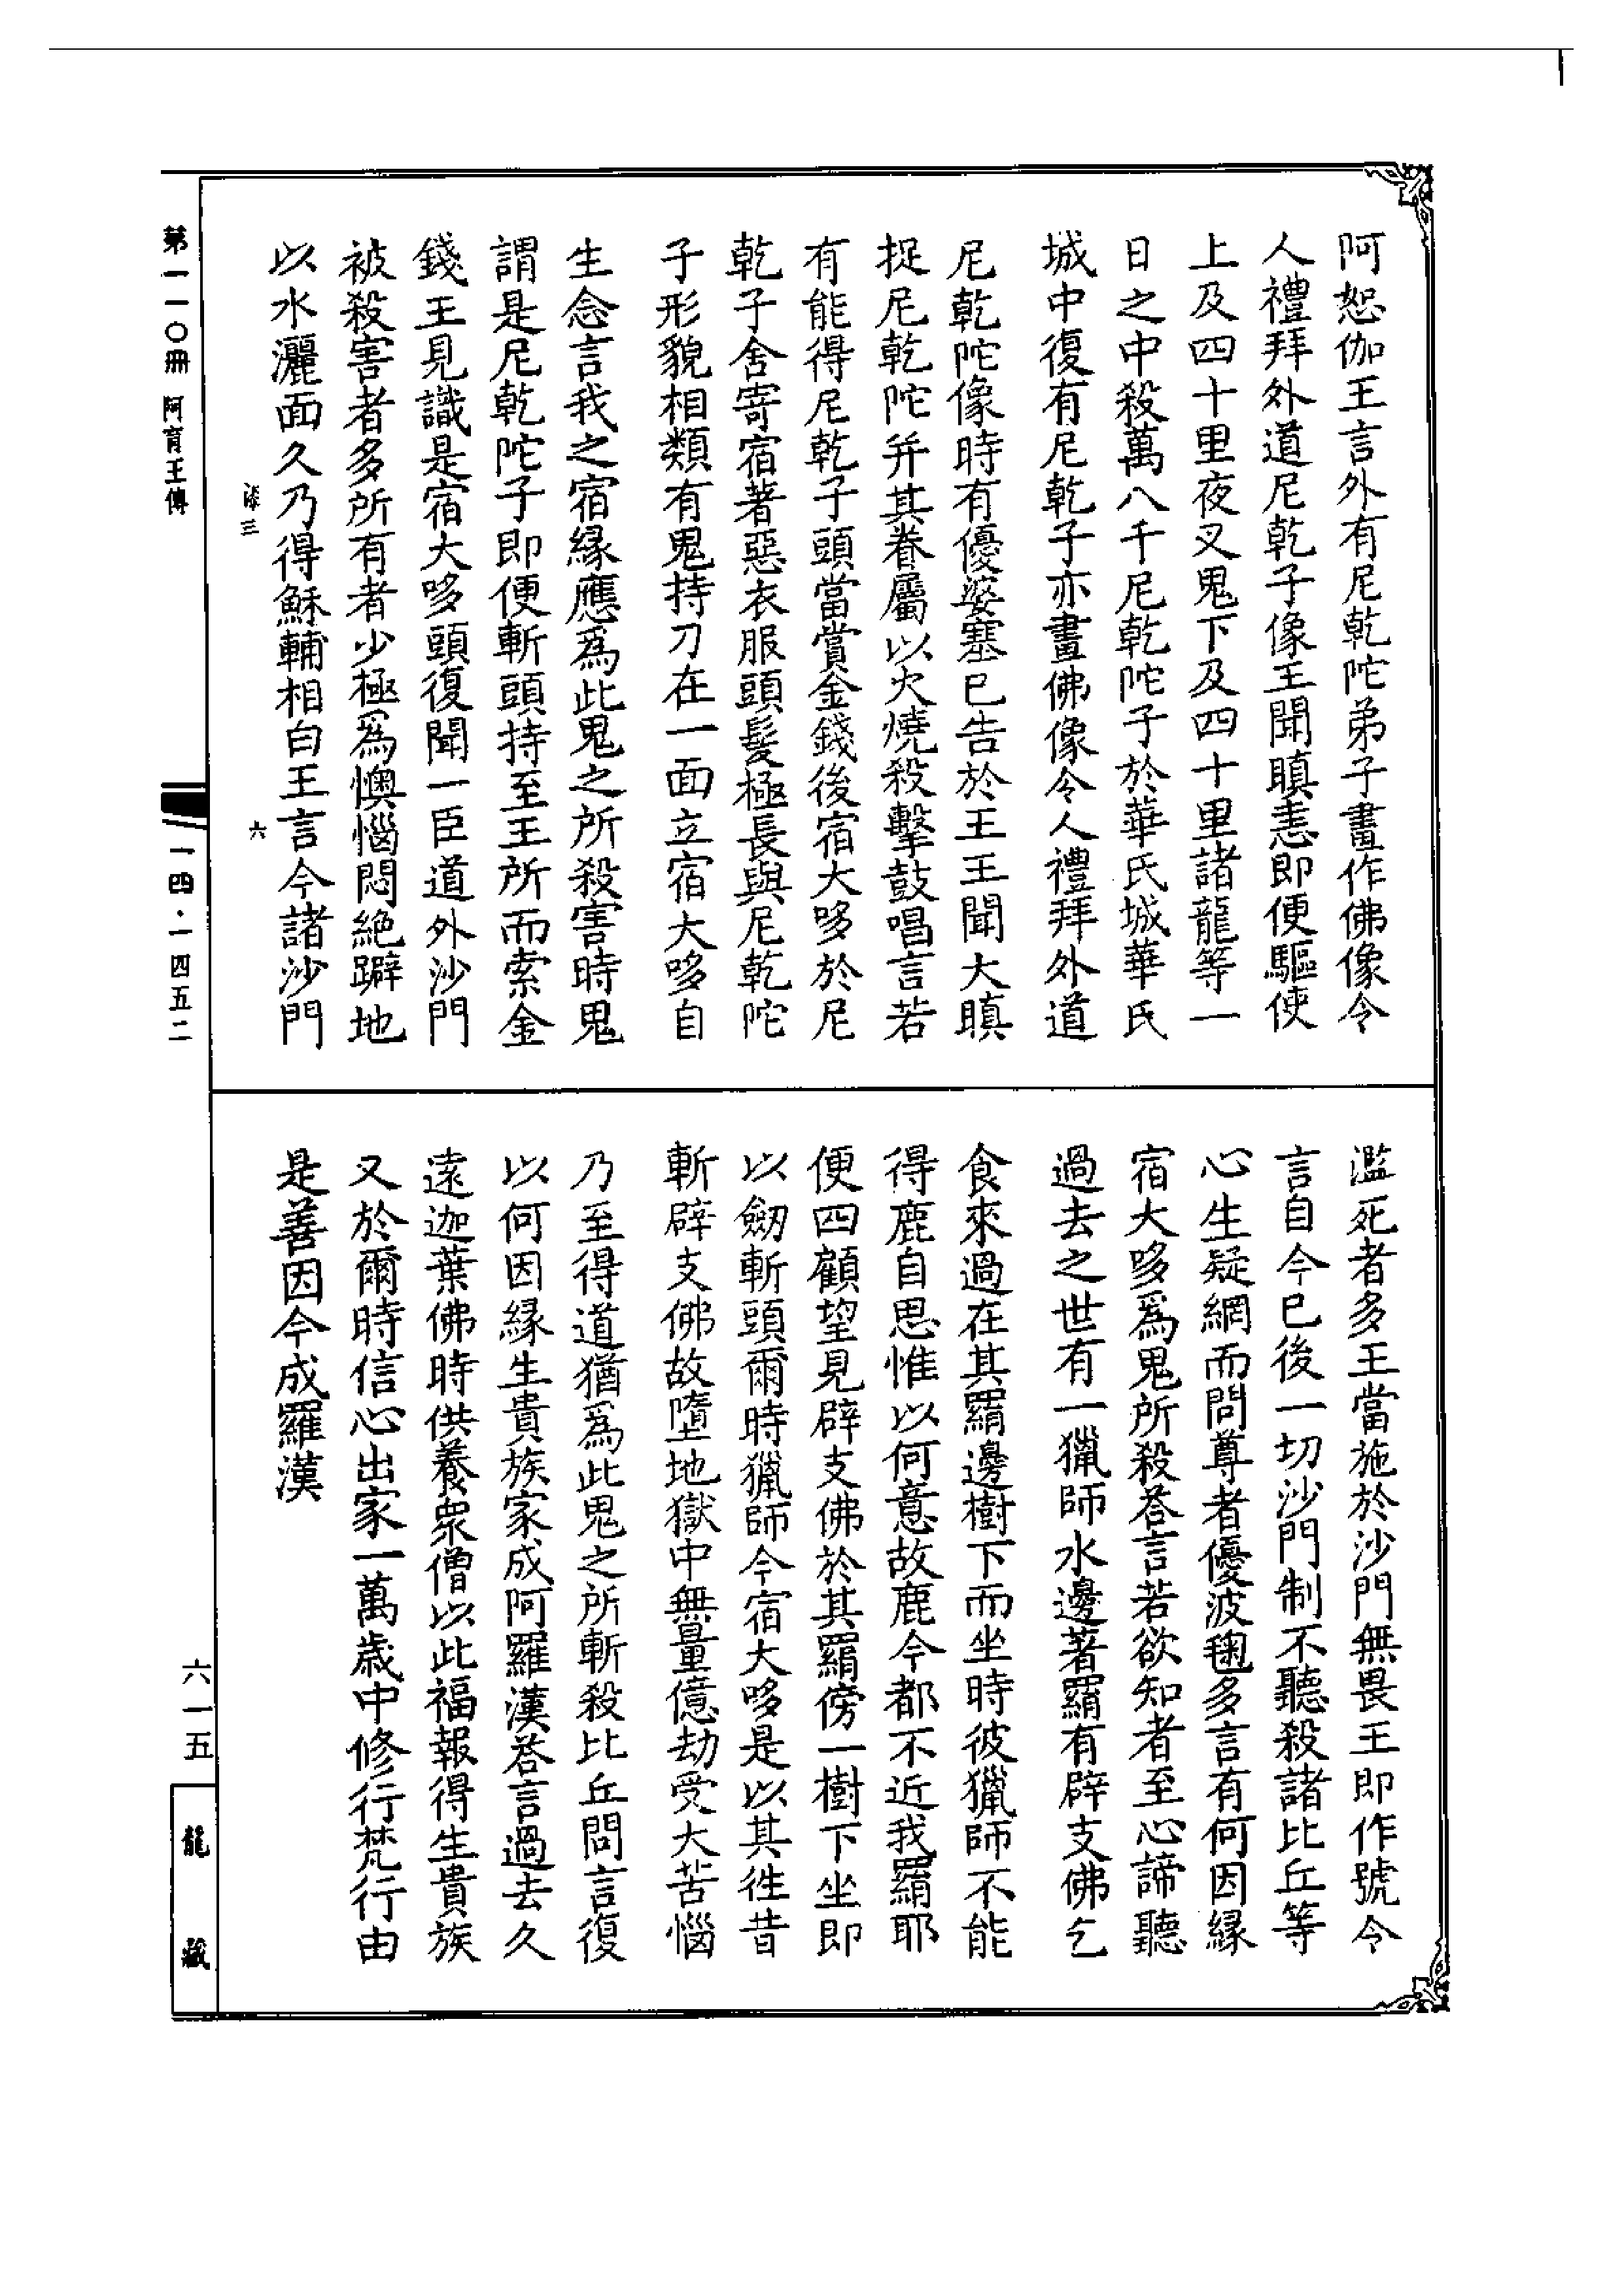 阿恕伽王言外有尼乾陀弟子畫作佛像令
人禮拜外道尼乾子像王聞瞋恚即便驅使
上及四十里夜叉鬼下及四十里諸龍等一
日之中殺萬八千尼乾陀子於華氏城華氏
城中復有尼乾子亦畫佛像令人禮拜外道
尼乾陀像時有優婆塞已告於王王聞大瞋
捉尼乾陀并其眷屬以火燒殺擊鼓唱言若
有能得尼乾子頭當賞金錢後宿大哆於尼
乾子舍寄宿著惡衣服頭髮極長與尼乾陀
子形貌相類有鬼持刀在一面立宿大哆自
生念言我之宿緣應爲此鬼之所殺害時鬼
謂是尼乾陀子即便斬頭持至王所而索金
錢王見識是宿大哆頭復聞一臣道外沙門
被殺害者多所有者少極爲懊惱悶絕躃地
以水灑面久乃得穌輔相白王言今諸沙門
濫死者多王當施於沙門無畏王即作號令
言自今已後一切沙門制不聽殺諸比丘等
心生疑網而問尊者優波毱多言有何因緣
宿大哆爲鬼所殺答言若欲知者至心諦聽
過去之世有一獵師水邊著羂有辟支佛乞
食來過在其羂邊樹下而坐時彼獵師不能
得鹿自思惟以何意故鹿今都不近我羂耶
便四顧望見辟支佛於其羂傍一樹下坐即
以劒斬頭爾時獵師今宿大哆是以其徃昔
斬辟支佛故墮地獄中無量億劫受大苦惱
乃至得道猶爲此鬼之所斬殺比丘問言復
以何因緣生貴族家成阿羅漢答言過去久
遠迦葉佛時供養衆僧以此福報得生貴族
又於爾時信心出家一萬歲中修行梵行由
是善因今成羅漢
漆三
六
第一一〇冊 阿育王傳
一四·一四五二
六一五
龍藏